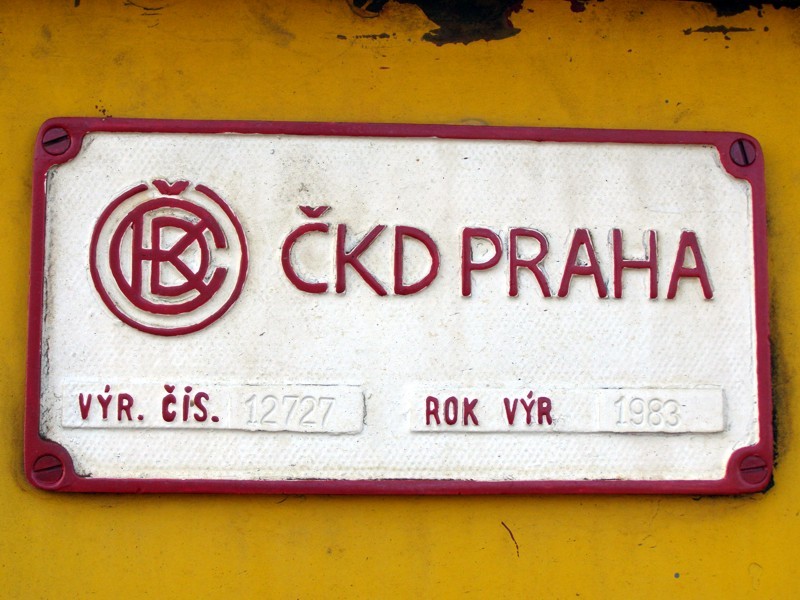 ČKD PRAHA
VÝR. ČÍS. 12727 ROK VÝR 1983